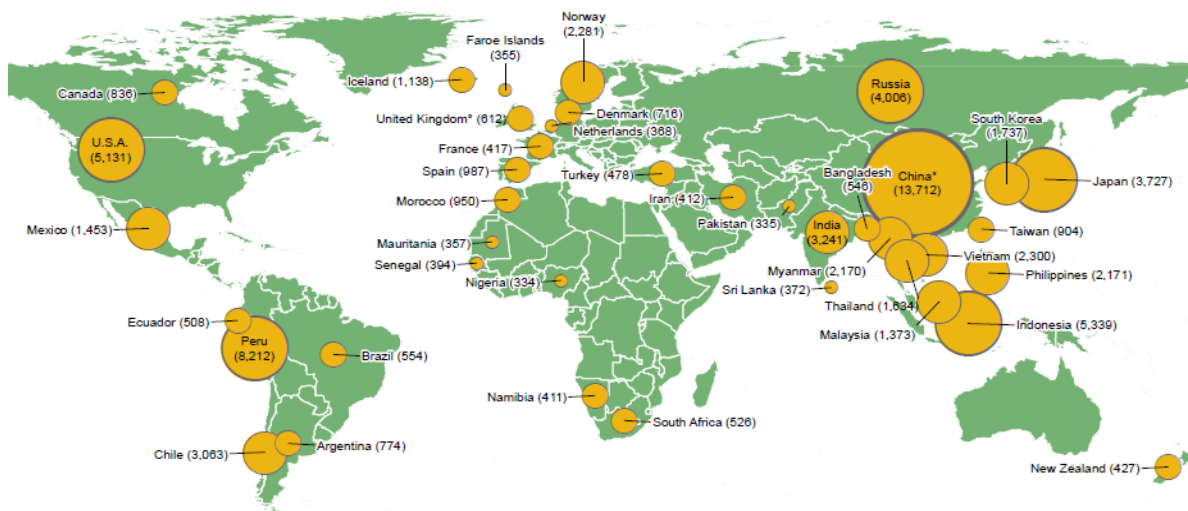 Norway
(2,281)
Faroe Islands
(355)
Iceland (1,138)
Canada (836)
Russia
(4,006)
United Kingdom* (612)
Denmark (716)
South Korea
(1,737)
U.S.A.
(5,131)
Netherlands (368)
France (417)
Bangladesh
(546)
China*
(13,712)
Spain (987)
Turkey (478)
Japan (3,727)
Morocco (950)
Iran (412)
Pakistan (335)
Mexico (1,453)
India
(3,241)
Taiwan (904)
Mauritania (357)
Vietnam (2,300)
Senegal (394)
Myanmar (2,170)
Philippines (2,171)
Nigeria (334)
Sri Lanka (372)
Thailand (1,634)
Ecuador (508)
Indonesia (5,339)
Malaysia (1,373)
Peru
(8,212)
Brazil (554)
Namibia (411)
South Africa (526)
Argentina (774)
Chile (3,063)
New Zealand (427)